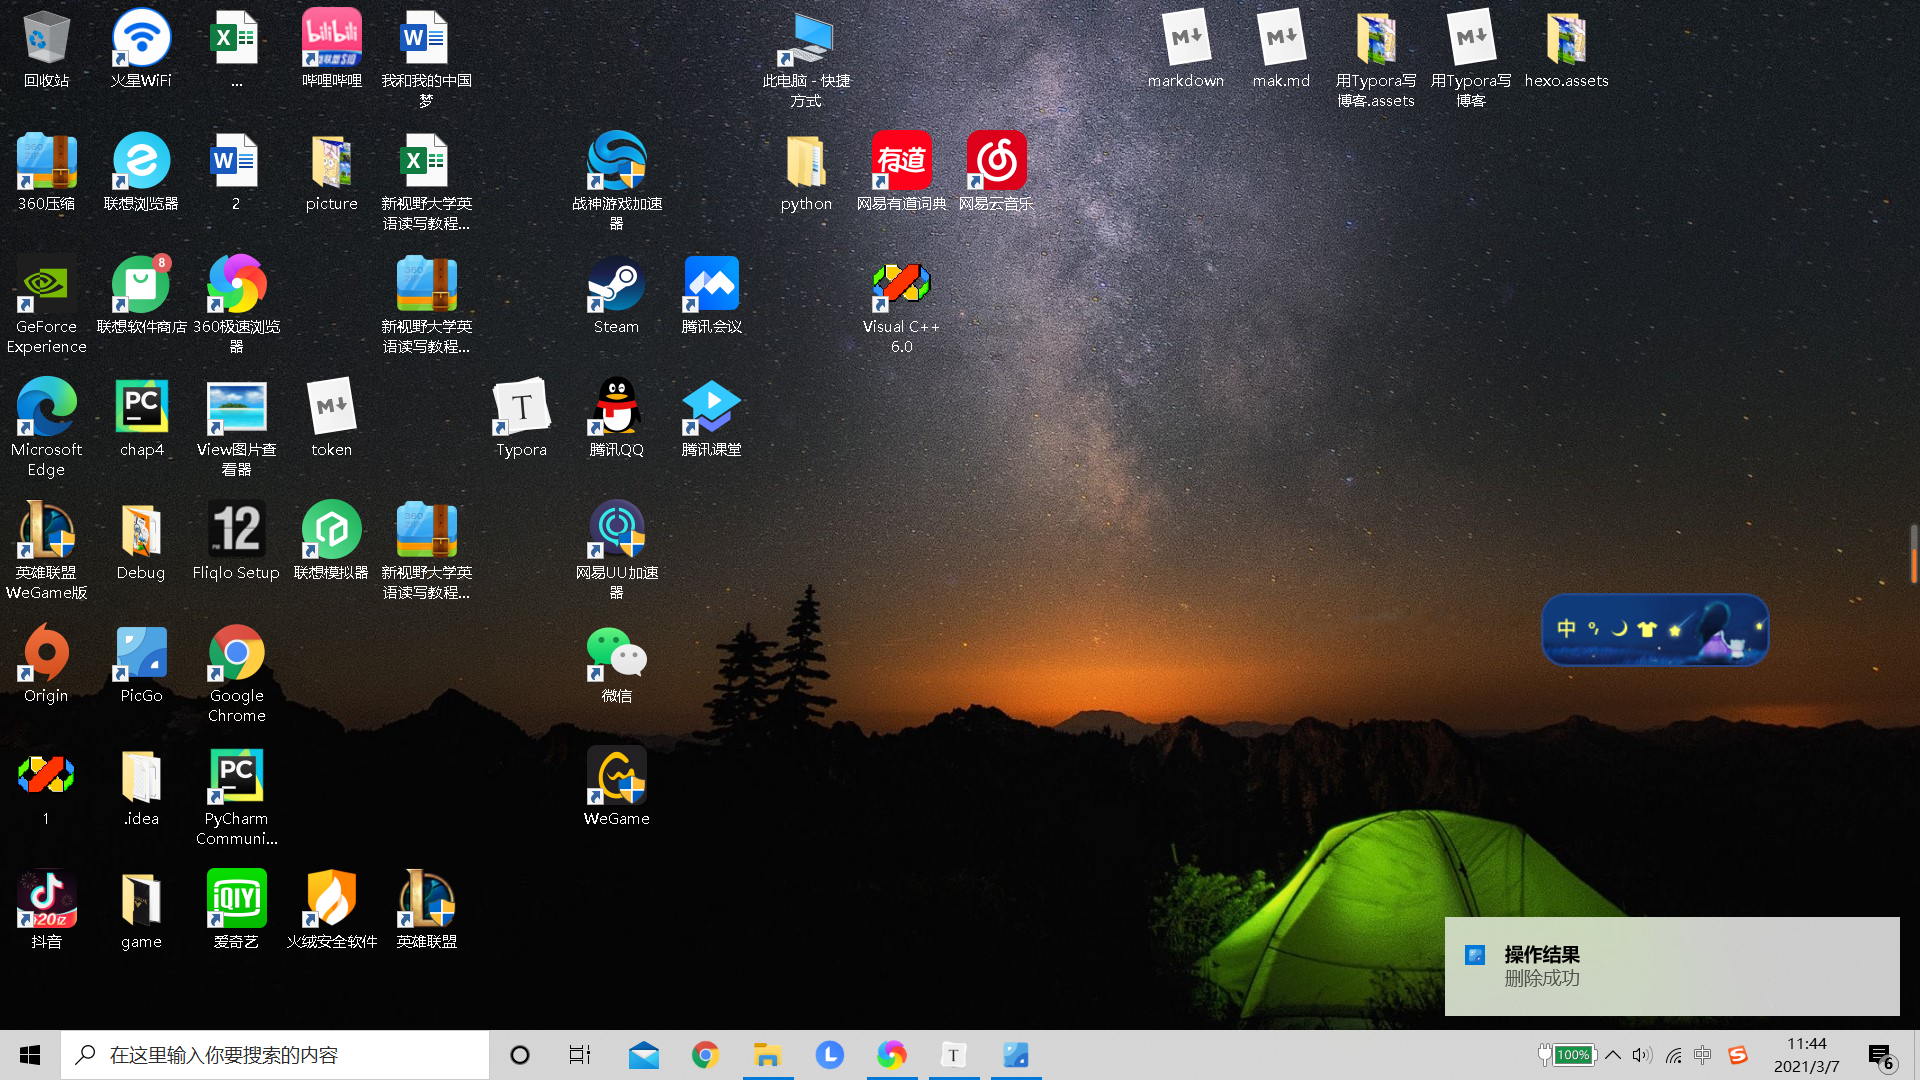 回收站
火星WiFi
...
bilibili
哔哩哔哩
我和我的中国
梦
此电脑 - 快捷
方式
markdown
mak.md
用Typora写
博客.assets
用Typora写
博客
hexo.assets
360压缩
联想浏览器
2
picture
新视野大学英
语读写教程...
战神游戏加速
器
python
有道
网易有道词典
网易云音乐
GeForce
Experience
8
联想软件商店
360极速浏览
器
新视野大学英
语读写教程...
Steam
腾讯会议
Visual C++
6.0
Microsoft
Edge
PC
chap4
View图片查
看器
token
T
Typora
腾讯QQ
腾讯课堂
英雄联盟
WeGame版
Debug
12
PM
Fliqlo Setup
联想模拟器
新视野大学英
语读写教程...
网易UU加速
器
中
Origin
PicGo
Google
Chrome
微信
1
.idea
PC
PyCharm
Communi...
WeGame
抖音
game
iQIYI
爱奇艺
火绒安全软件
英雄联盟
操作结果
删除成功
在这里输入你要搜索的内容
L
T
100%
中
S
11:44
2021/3/7
6